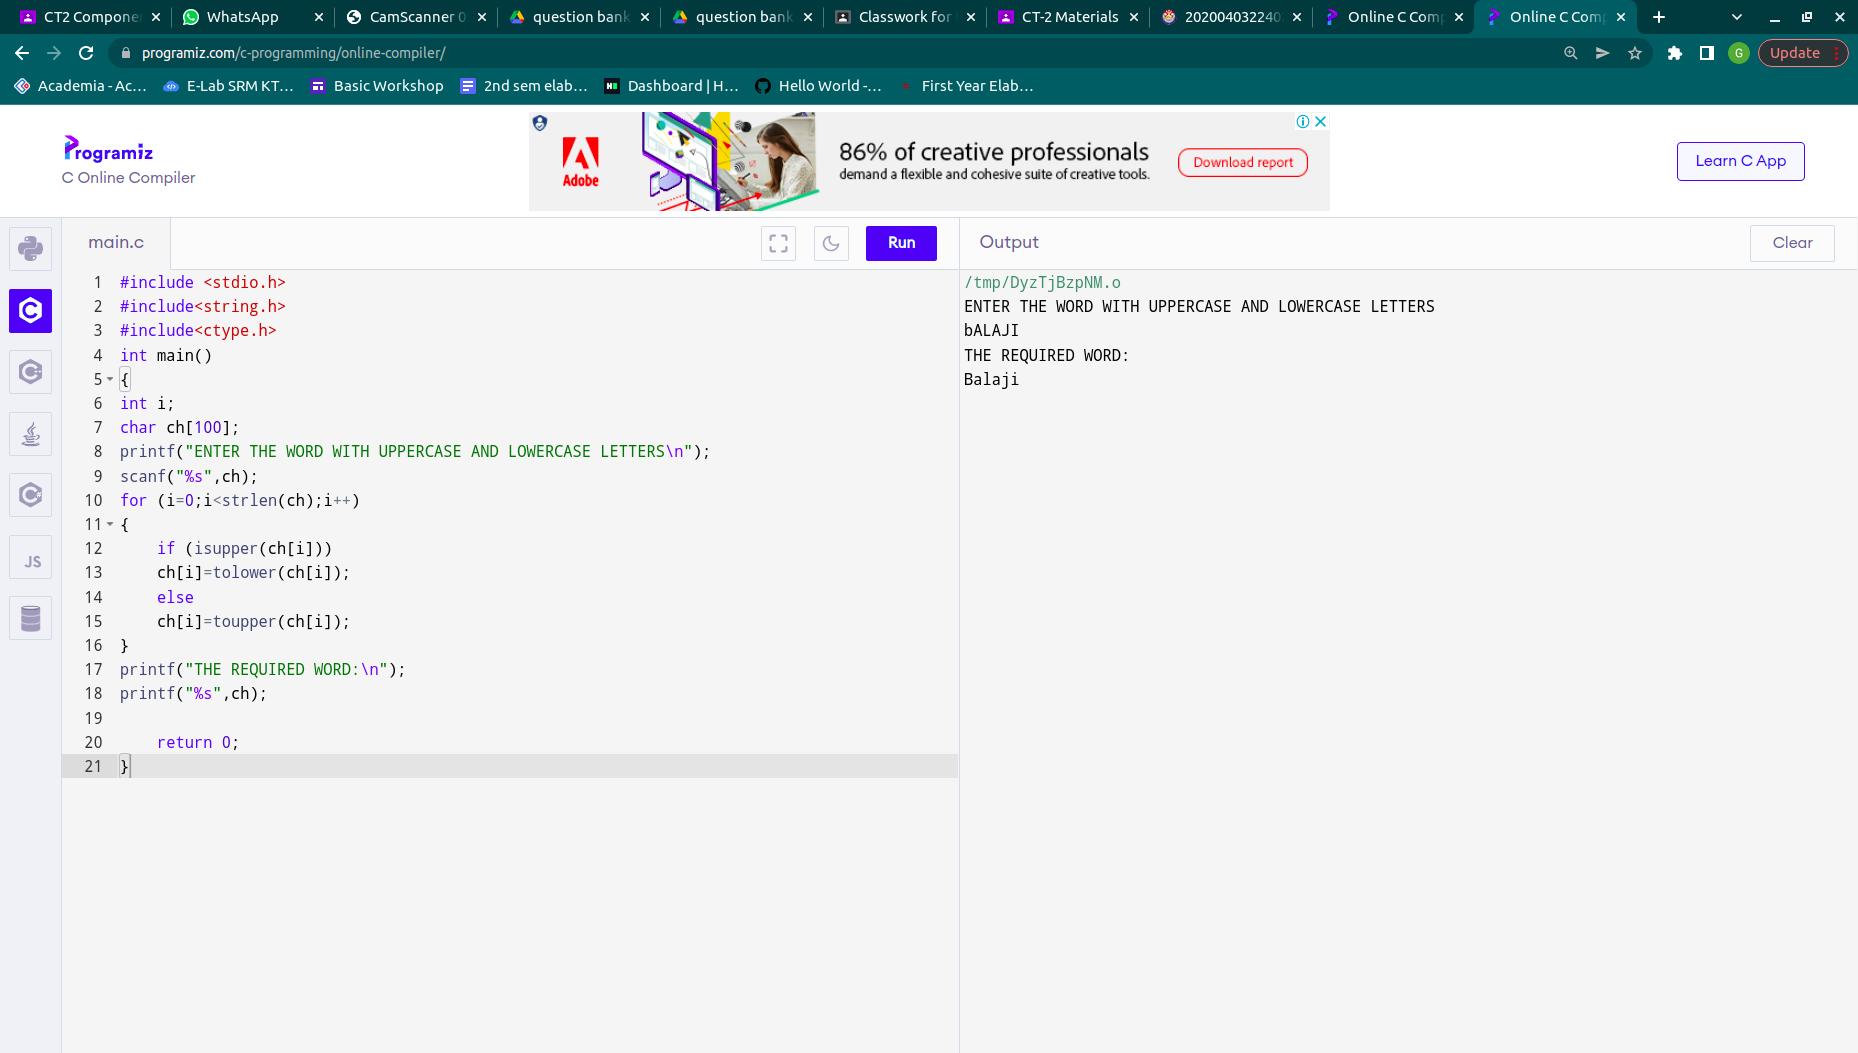 CT2 Compone
WhatsApp
CamScanner 0
question bank
question bank
Classwork for
CT-2 Materials
202004032240
Online C Comp
Online C Comp
programiz.com/c-programming/online-compiler/
G
Update
Academia - Ac...
E-Lab SRM KT...
Basic Workshop
2nd sem elab...
Dashboard | H...
Hello World -...
First Year Elab...
Programiz
C Online Compiler
Adobe
86% of creative professionals
demand a flexible and cohesive suite of creative tools.
Download report
Learn C App
main.c
Run
Output
Clear
JS
1 #include <stdio.h>
2 #include<string.h>
3 #include<ctype.h>
4 int main()
5 {
6 int i;
7 char ch[100];
8 printf("ENTER THE WORD WITH UPPERCASE AND LOWERCASE LETTERS\n");
9 scanf("%s",ch);
10 for (i=0;i<strlen(ch);i++)
11 {
12     if (isupper(ch[i]))
13     ch[i]=tolower(ch[i]);
14     else
15     ch[i]=toupper(ch[i]);
16 }
17 printf("THE REQUIRED WORD:\n");
18 printf("%s",ch);
19
20     return 0;
21 }
/tmp/DyzTjBzpNM.o
ENTER THE WORD WITH UPPERCASE AND LOWERCASE LETTERS
bALAJI
THE REQUIRED WORD:
Balaji